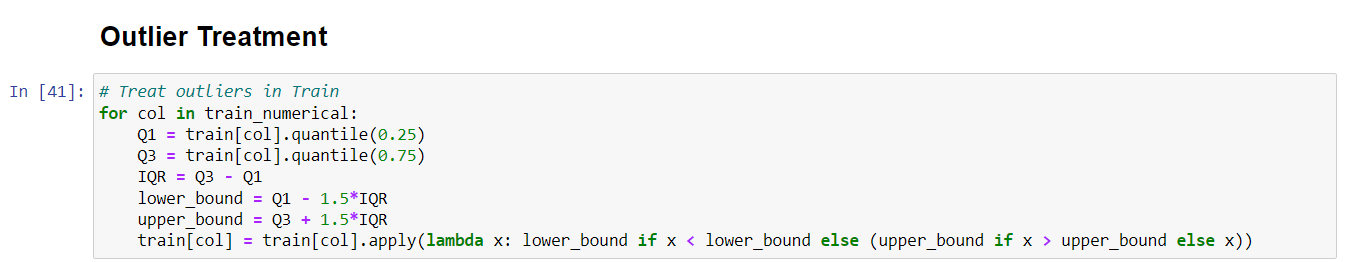 Outlier Treatment
In [41]: # Treat outliers in Train
for col in train_numerical:
    Q1 = train[col].quantile(0.25)
    Q3 = train[col].quantile(0.75)
    IQR = Q3 - Q1
    lower_bound = Q1 - 1.5*IQR
    upper_bound = Q3 + 1.5*IQR
    train[col] = train[col].apply(lambda x: lower_bound if x < lower_bound else (upper_bound if x > upper_bound else x))